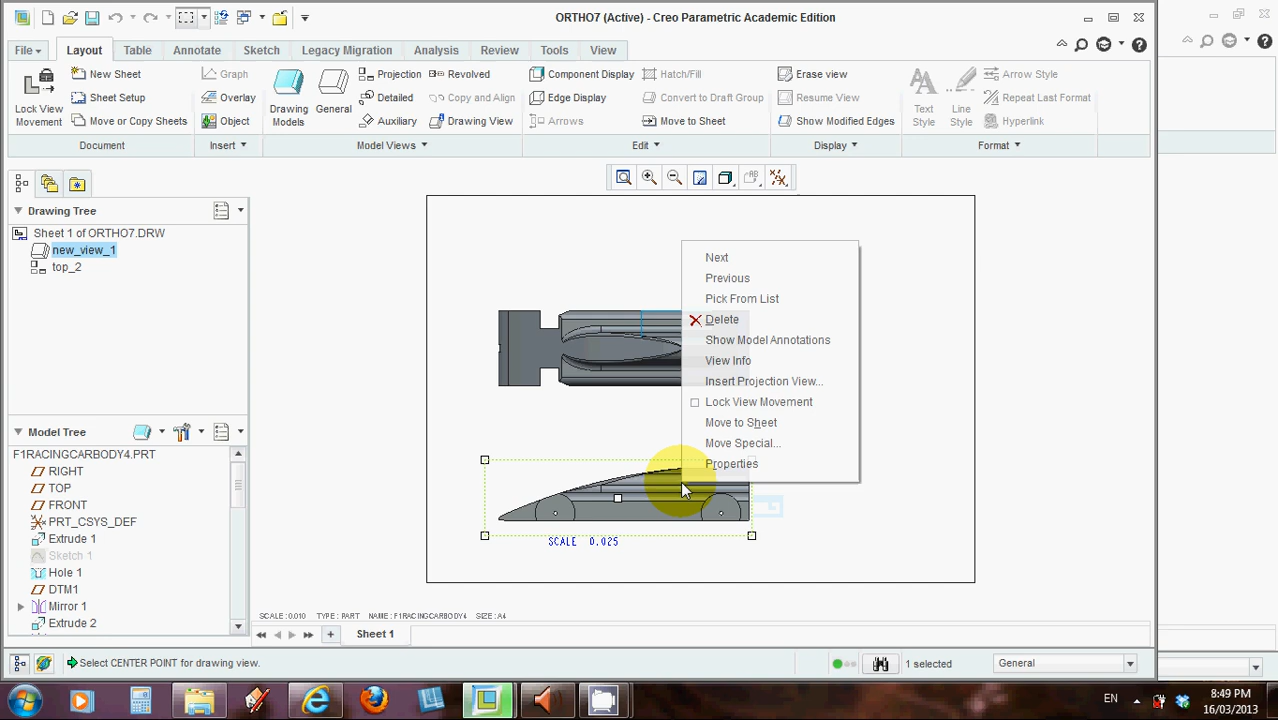 ORTHO7 (Active) - Creo Parametric Academic Edition
File
Layout
Table
Annotate
Sketch
Legacy Migration
Analysis
Review
Tools
View
Lock View
Movement
New Sheet
Sheet Setup
Move or Copy Sheets
Document
Graph
Overlay
Object
Insert
Drawing
Models
General
Projection
Detailed
Auxiliary
Revolved
Copy and Align
Drawing View
Model Views
Component Display
Edge Display
Arrows
Hatch/Fill
Convert to Draft Group
Move to Sheet
Edit
Erase view
Resume View
Show Modified Edges
Display
Text
Style
Line
Style
Arrow Style
Repeat Last Format
Hyperlink
Format
Drawing Tree
Sheet 1 of ORTHO7.DRW
new_view_1
top_2
Model Tree
F1RACINGCARBODY4.PRT
RIGHT
TOP
FRONT
PRT_CSYS_DEF
Extrude 1
Sketch 1
Hole 1
DTM1
Mirror 1
Extrude 2
Next
Previous
Pick From List
Delete
Show Model Annotations
View Info
Insert Projection View...
Lock View Movement
Move to Sheet
Move Special...
Properties
SCALE 0.025
SCALE : 0.010 TYPE : PART NAME : F1RACINGCARBODY4 SIZE : A4
Sheet 1
Select CENTER POINT for drawing view.
1 selected
General
EN
8:49 PM
16/03/2013